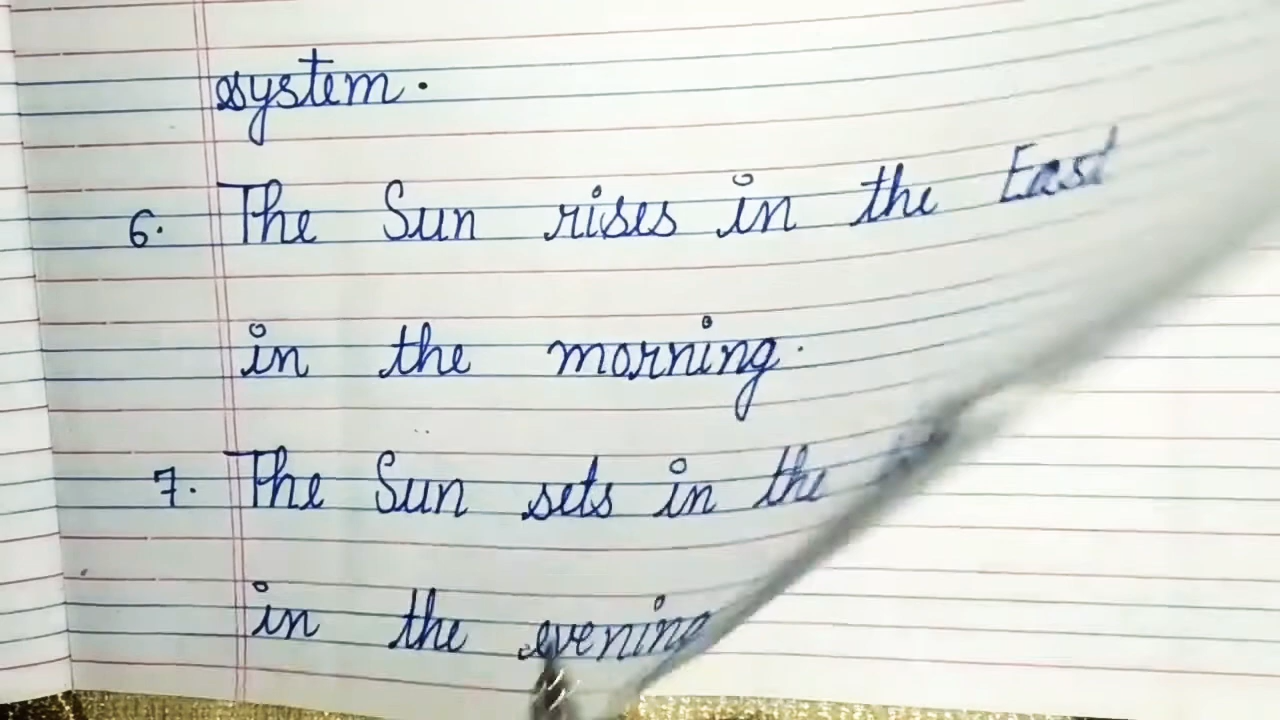 system.
6. The Sun rises in the East
in the morning.
7. The Sun sets in the
in the evening